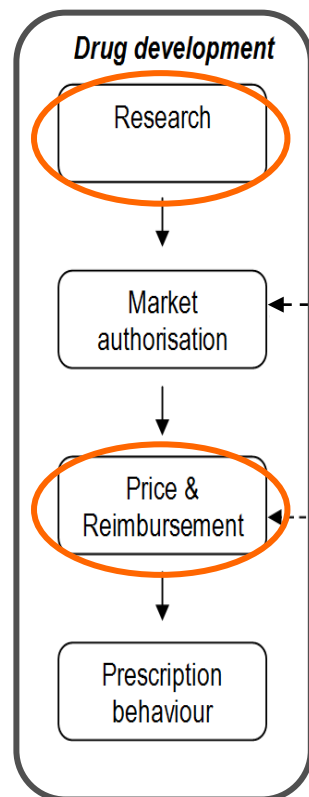 Drug development
Research
Market
authorisation
Price &
Reimbursement
Prescription
behaviour